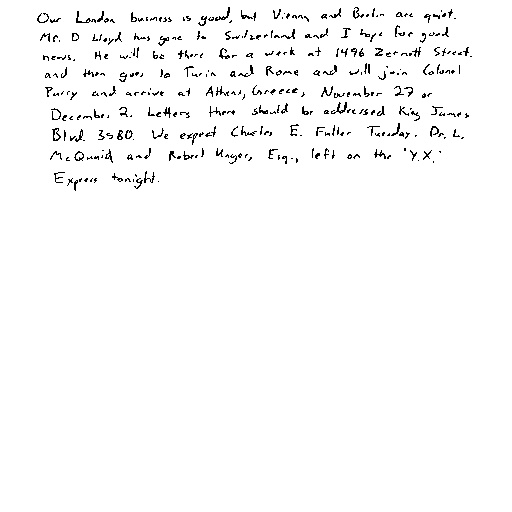 Our London business is good, but Vienna and Berlin are quiet.
Mr. D Lloyd has gone to Switzerland and I hope for good
news. He will be there for a week at 1496 Zermott Street.
and then goes to Turin and Rome and will join Colonel
Parry and arrive at Athens, Greece, November 27 or
December 2. Letters there should be addressed King James
Blvd. 3580. We expect Charles E. Fuller Tuesday. Dr. L.
McQuaid and Robert Unger, Esq., left on the "Y.X."
Express tonight.